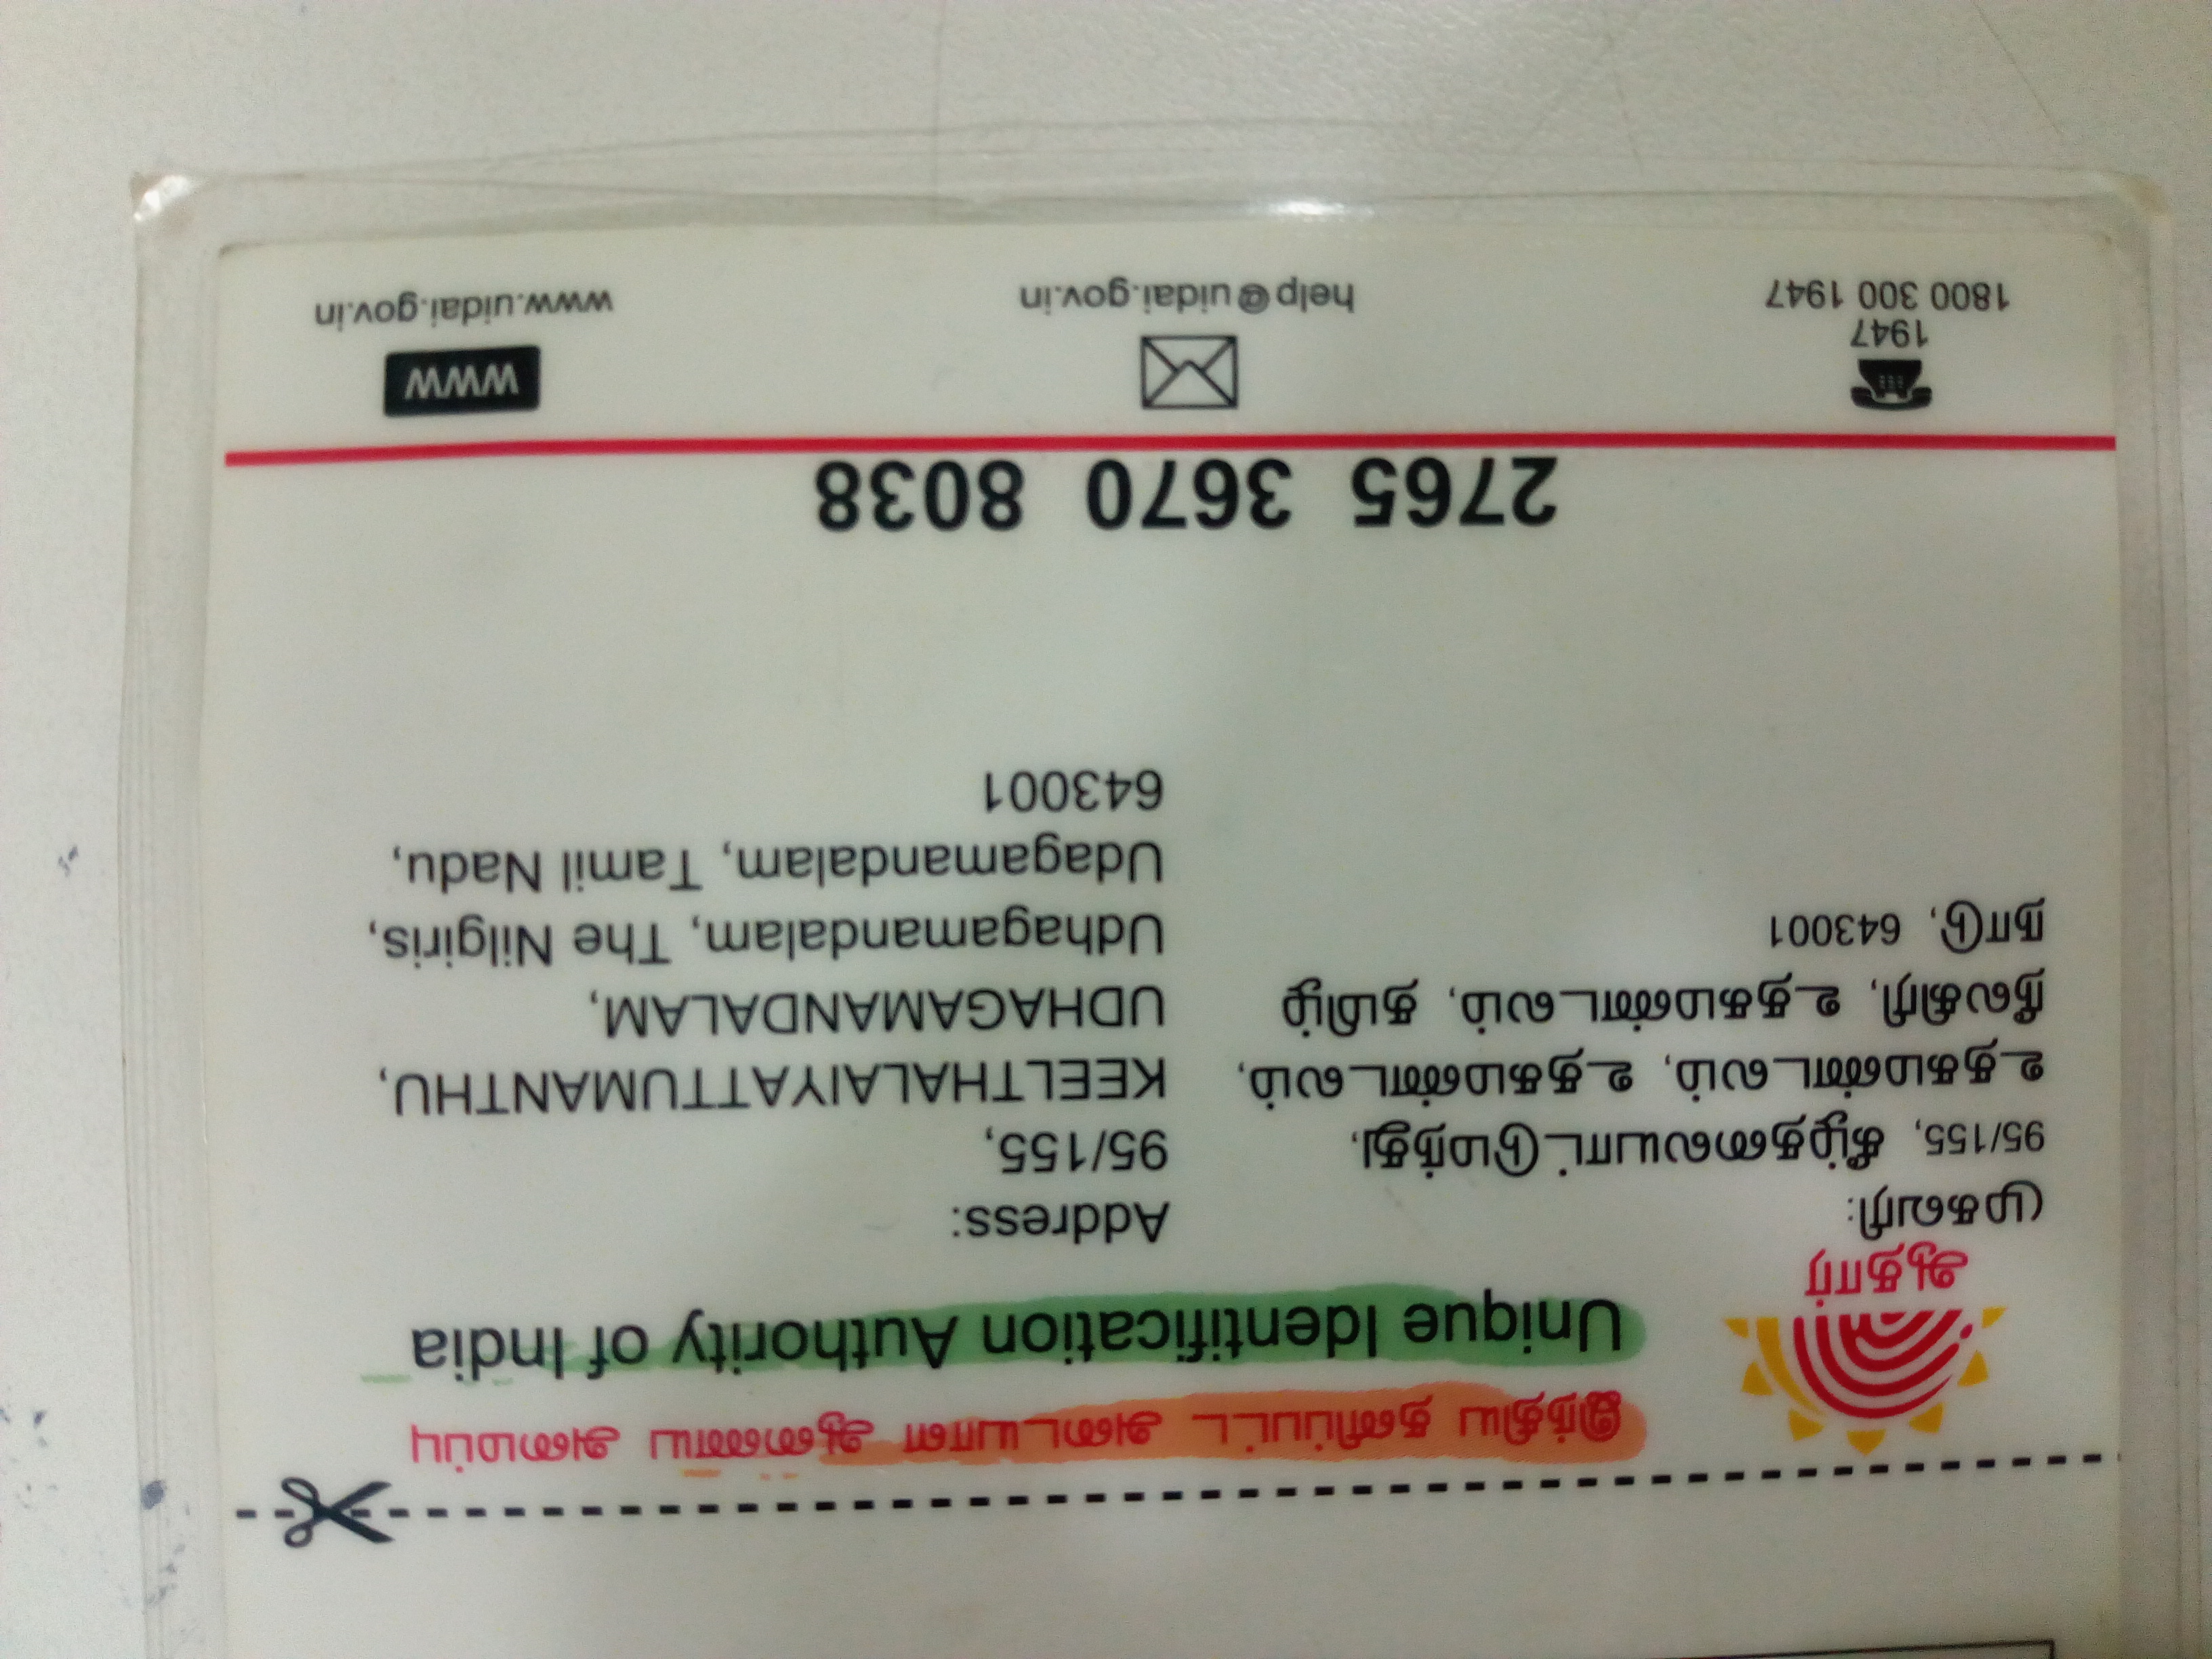 இந்திய தனிப்பட்ட அடையாள ஆணைய அமைப்பு
Unique Identification Authority of India
ஆதார்
முகவரி:
95/155, கீழ்தலையாட்டுமந்து,
உதகமண்டலம், உதகமண்டலம்,
நீலகிரி, உதகமண்டலம், தமிழ்
நாடு, 643001
Address:
95/155,
KEELTHALAIYATTUMANTHU,
UDHAGAMANDALAM,
Udhagamandalam, The Nilgiris,
Udagamandalam, Tamil Nadu,
643001
2765 3670 8038
1947
1800 300 1947
help@uidai.gov.in
WWW
www.uidai.gov.in